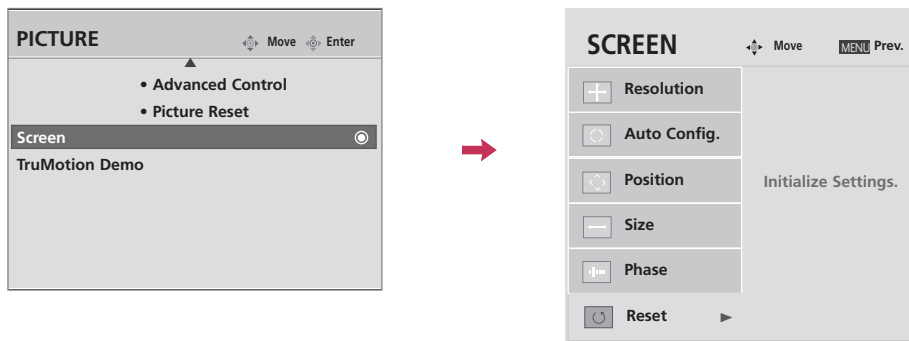 PICTURE
Move Enter
• Advanced Control
• Picture Reset
Screen
TruMotion Demo
SCREEN
Move MENU Prev.
Resolution
Auto Config.
Position
Size
Phase
Reset
Initialize Settings.